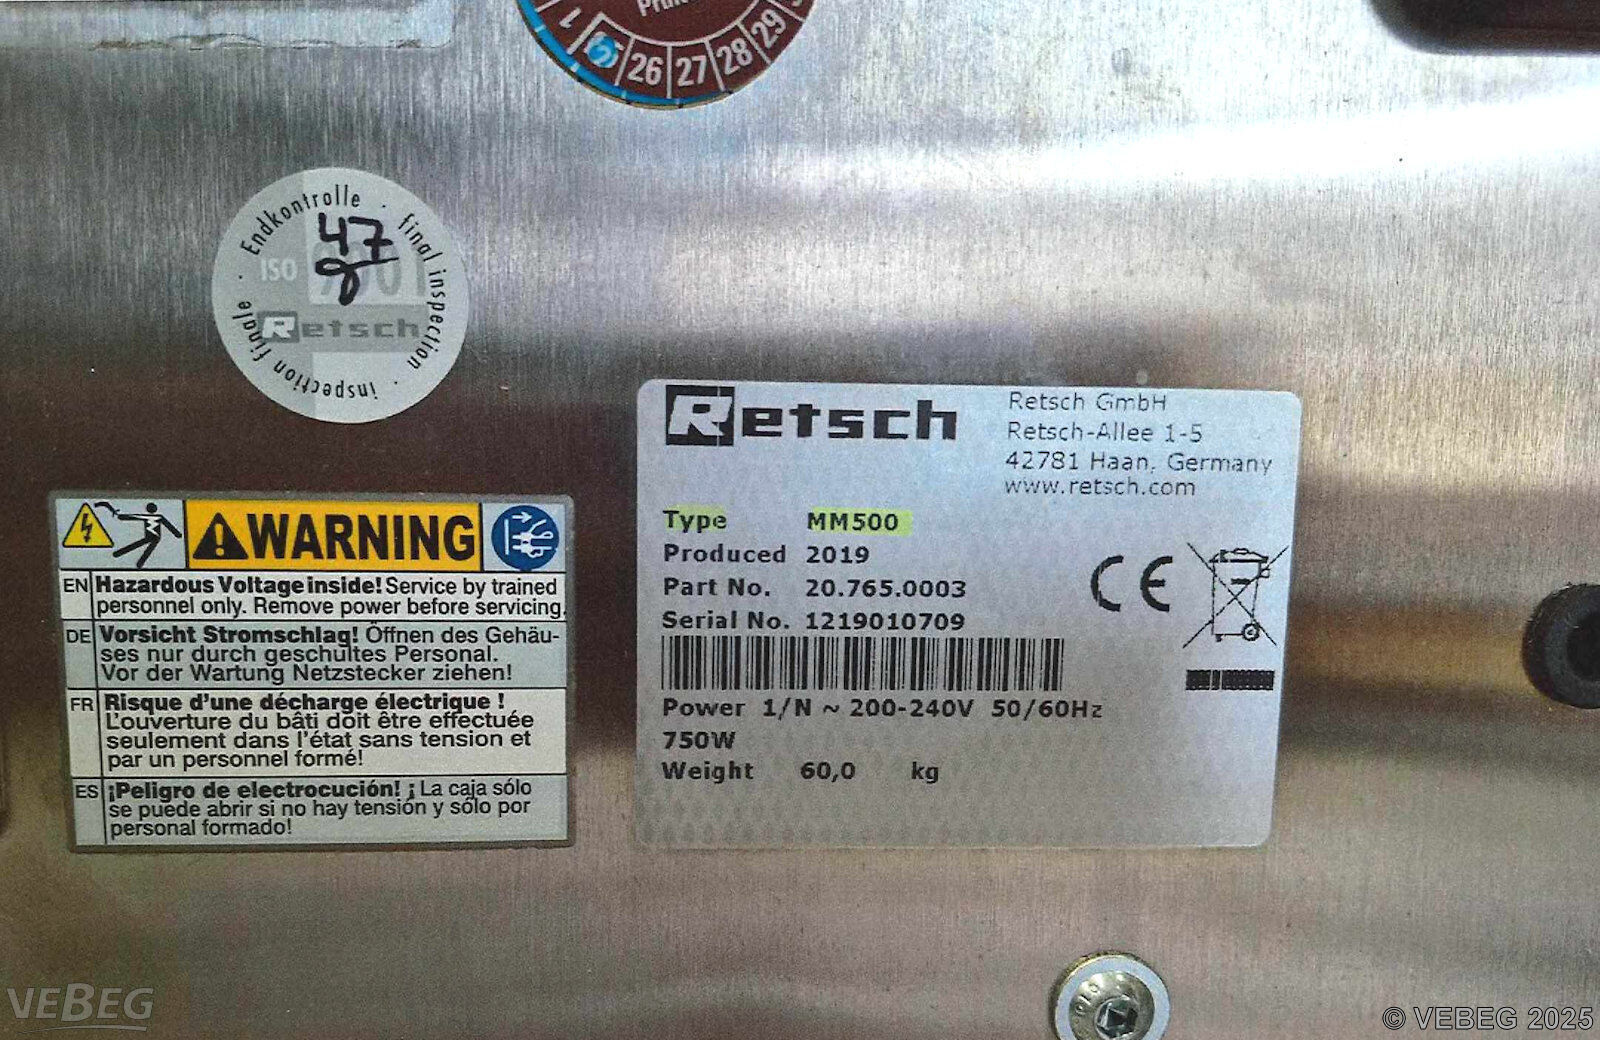 1
25
26
27
28
29
Endkontrolle · final inspection · inspection finale ·
47
ISO 9001
Retsch
Retsch
Retsch GmbH
Retsch-Allee 1-5
42781 Haan, Germany
www.retsch.com
Type MM500
Produced 2019
Part No. 20.765.0003
Serial No. 1219010709
Power 1/N ~ 200-240V 50/60Hz
750W
Weight 60,0 kg
CE
WARNING
EN Hazardous Voltage inside! Service by trained
personnel only. Remove power before servicing.
DE Vorsicht Stromschlag! Öffnen des Gehäu-
ses nur durch geschultes Personal.
Vor der Wartung Netzstecker ziehen!
FR Risque d'une décharge électrique !
L'ouverture du bâti doit être effectuée
seulement dans l'état sans tension et
par un personnel formé!
ES ¡Peligro de electrocución! ¡ La caja sólo
se puede abrir si no hay tensión y sólo por
personal formado!
VEBEG
© VEBEG 2025